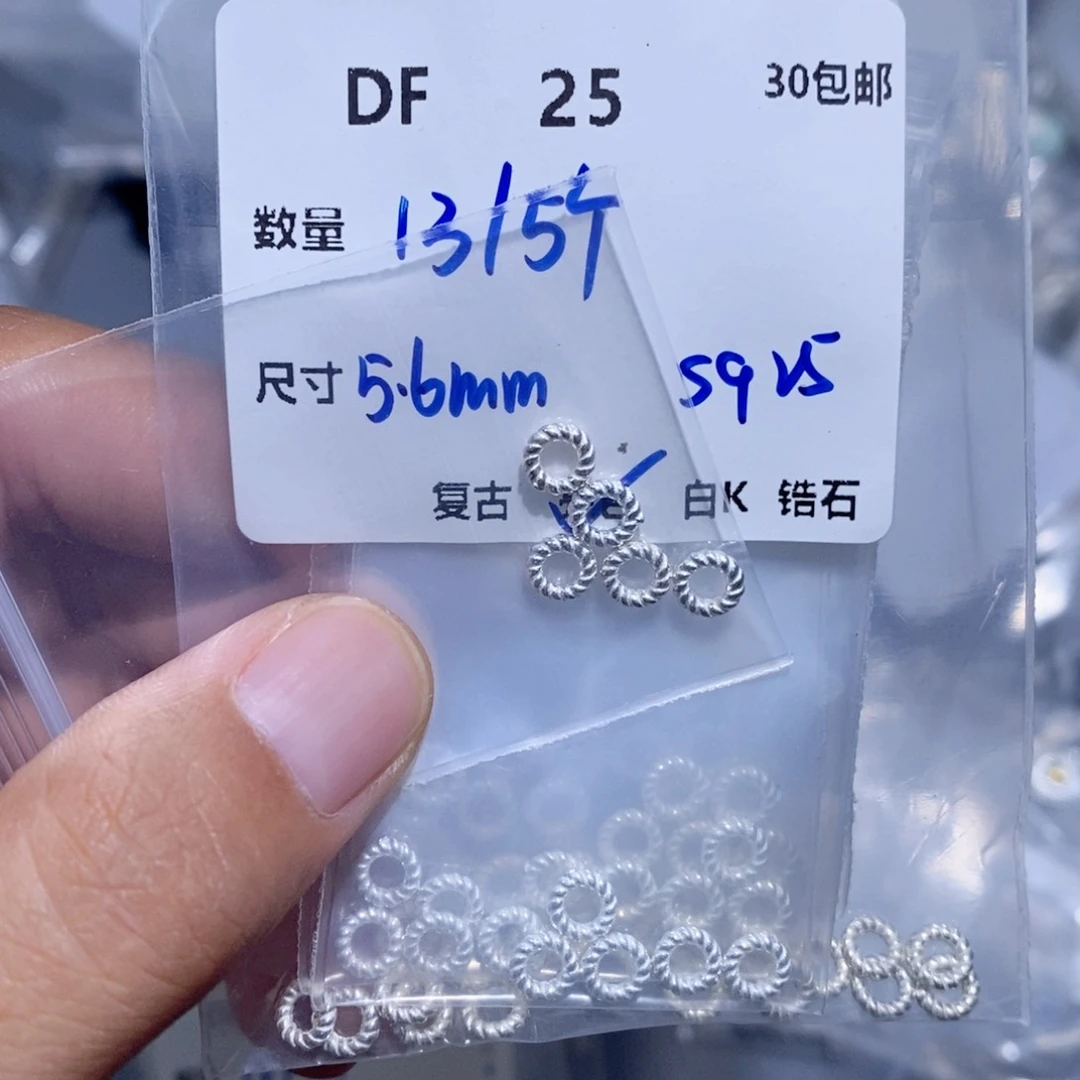 DF 25 30包邮
数量 13/5个
尺寸 5.6mm S925
复古 白K 锆石